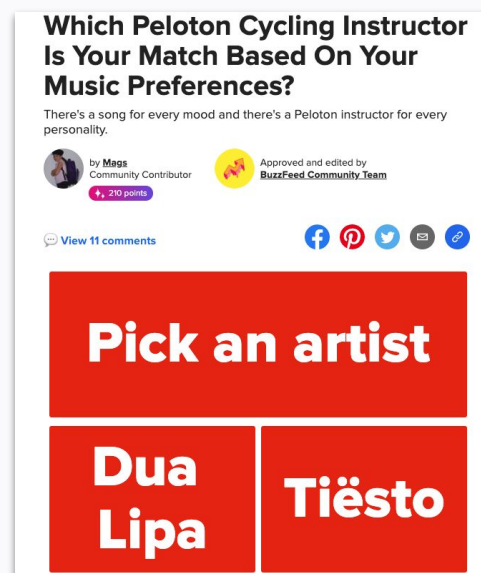 Which Peloton Cycling Instructor
Is Your Match Based On Your
Music Preferences?
There's a song for every mood and there's a Peloton instructor for every
personality.
by Mags
Community Contributor
210 points
Approved and edited by
BuzzFeed Community Team
View 11 comments
Pick an artist
Dua
Lipa
Tiësto